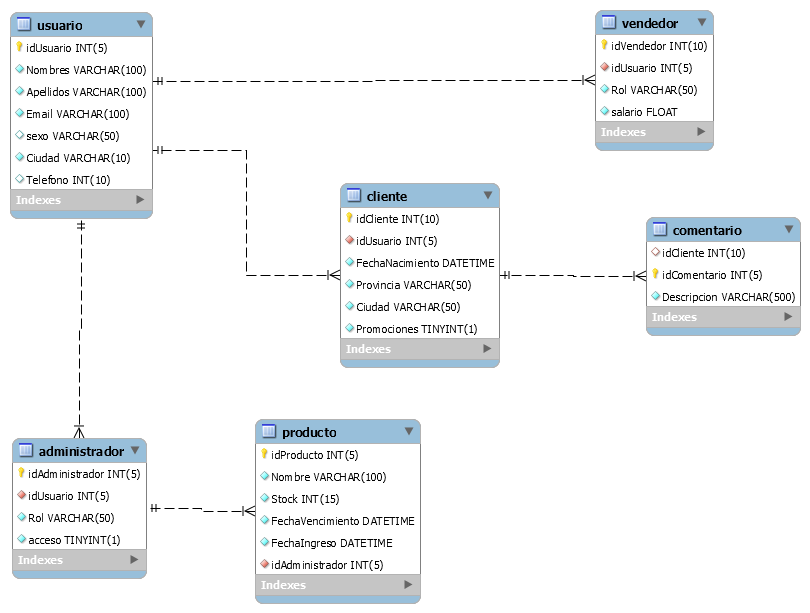 usuario
idUsuario INT(5)
Nombres VARCHAR(100)
Apellidos VARCHAR(100)
Email VARCHAR(100)
sexo VARCHAR(50)
Ciudad VARCHAR(10)
Telefono INT(10)
Indexes
vendedor
idVendedor INT(10)
idUsuario INT(5)
Rol VARCHAR(50)
salario FLOAT
Indexes
cliente
idCliente INT(10)
idUsuario INT(5)
FechaNacimiento DATETIME
Provincia VARCHAR(50)
Ciudad VARCHAR(50)
Promociones TINYINT(1)
Indexes
comentario
idCliente INT(10)
idComentario INT(5)
Descripcion VARCHAR(500)
Indexes
administrador
idAdministrador INT(5)
idUsuario INT(5)
Rol VARCHAR(50)
acceso TINYINT(1)
Indexes
producto
idProducto INT(5)
Nombre VARCHAR(100)
Stock INT(15)
FechaVencimiento DATETIME
FechaIngreso DATETIME
idAdministrador INT(5)
Indexes